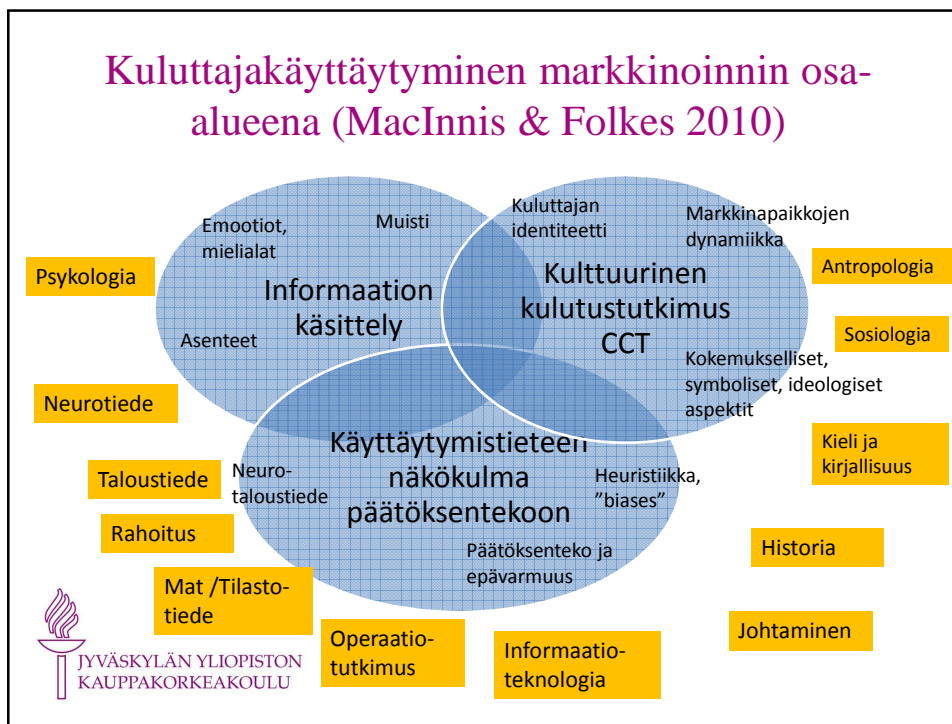 Kuluttajakäyttäytyminen markkinoinnin osa-
alueena (MacInnis & Folkes 2010)
Emootiot,
mielialat
Muisti
Kuluttajan
identiteetti
Markkinapaikkojen
dynamiikka
Psykologia
Antropologia
Informaation
käsittely
Kulttuurinen
kulutustutkimus
CCT
Asenteet
Sosiologia
Kokemukselliset,
symboliset, ideologiset
aspektit
Neurotiede
Kieli ja
kirjallisuus
Käyttäytymistieteen
näkökulma
päätöksentekoon
Neuro-
taloustiede
Heuristiikka,
”biases”
Taloustiede
Rahoitus
Päätöksenteko ja
epävarmuus
Historia
Mat /Tilasto-
tiede
Operaatio-
tutkimus
Informaatio-
teknologia
Johtaminen
JYVÄSKYLÄN YLIOPISTON
KAUPPAKORKEAKOULU